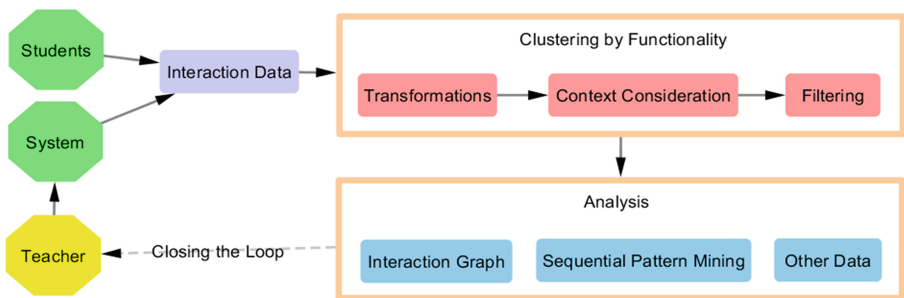 Students
System
Teacher
Interaction Data
Clustering by Functionality
Transformations
Context Consideration
Filtering
Analysis
Interaction Graph
Sequential Pattern Mining
Other Data
Closing the Loop